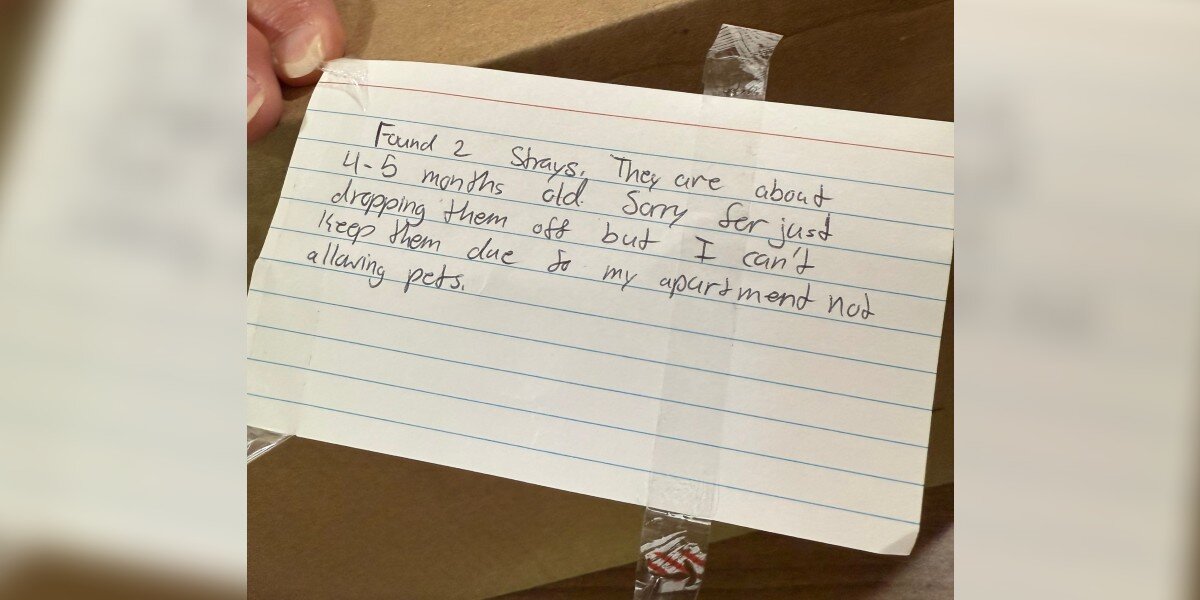 Found 2 Strays. They are about
4-5 months old. Sorry for just
dropping them off but I can't
keep them due to my apartment not
allowing pets.